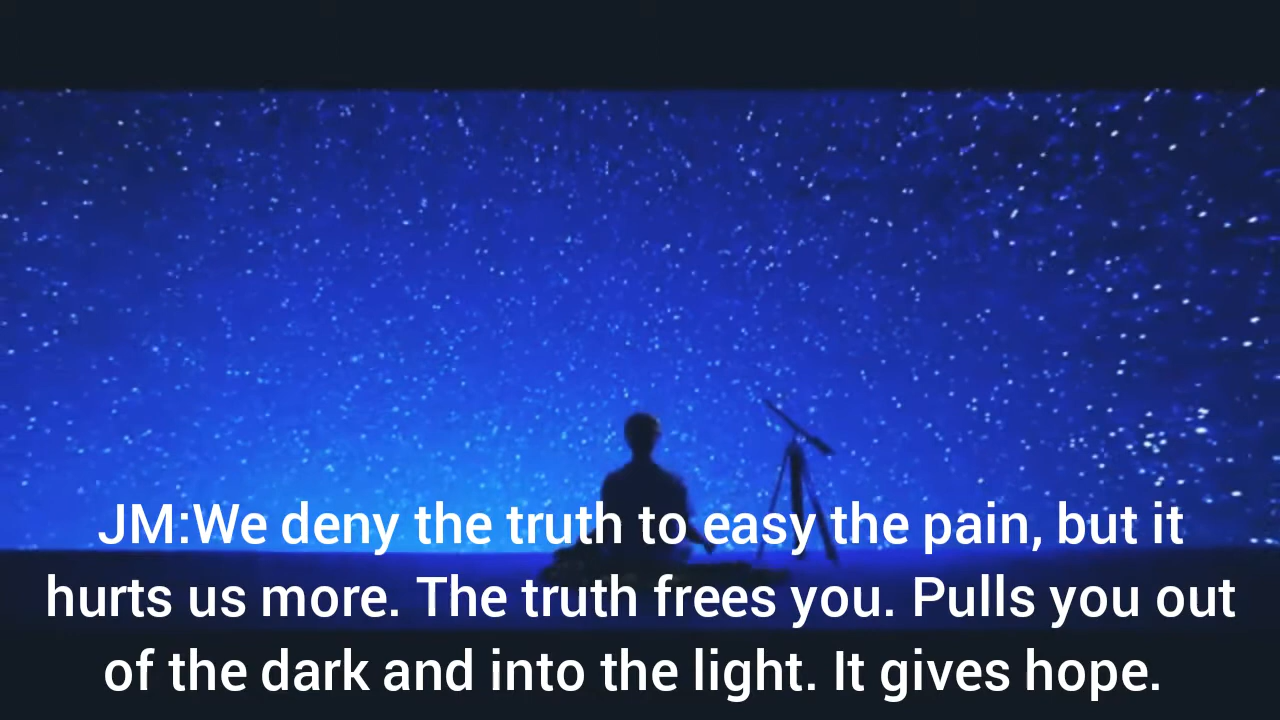 JM:We deny the truth to easy the pain, but it
hurts us more. The truth frees you. Pulls you out
of the dark and into the light. It gives hope.